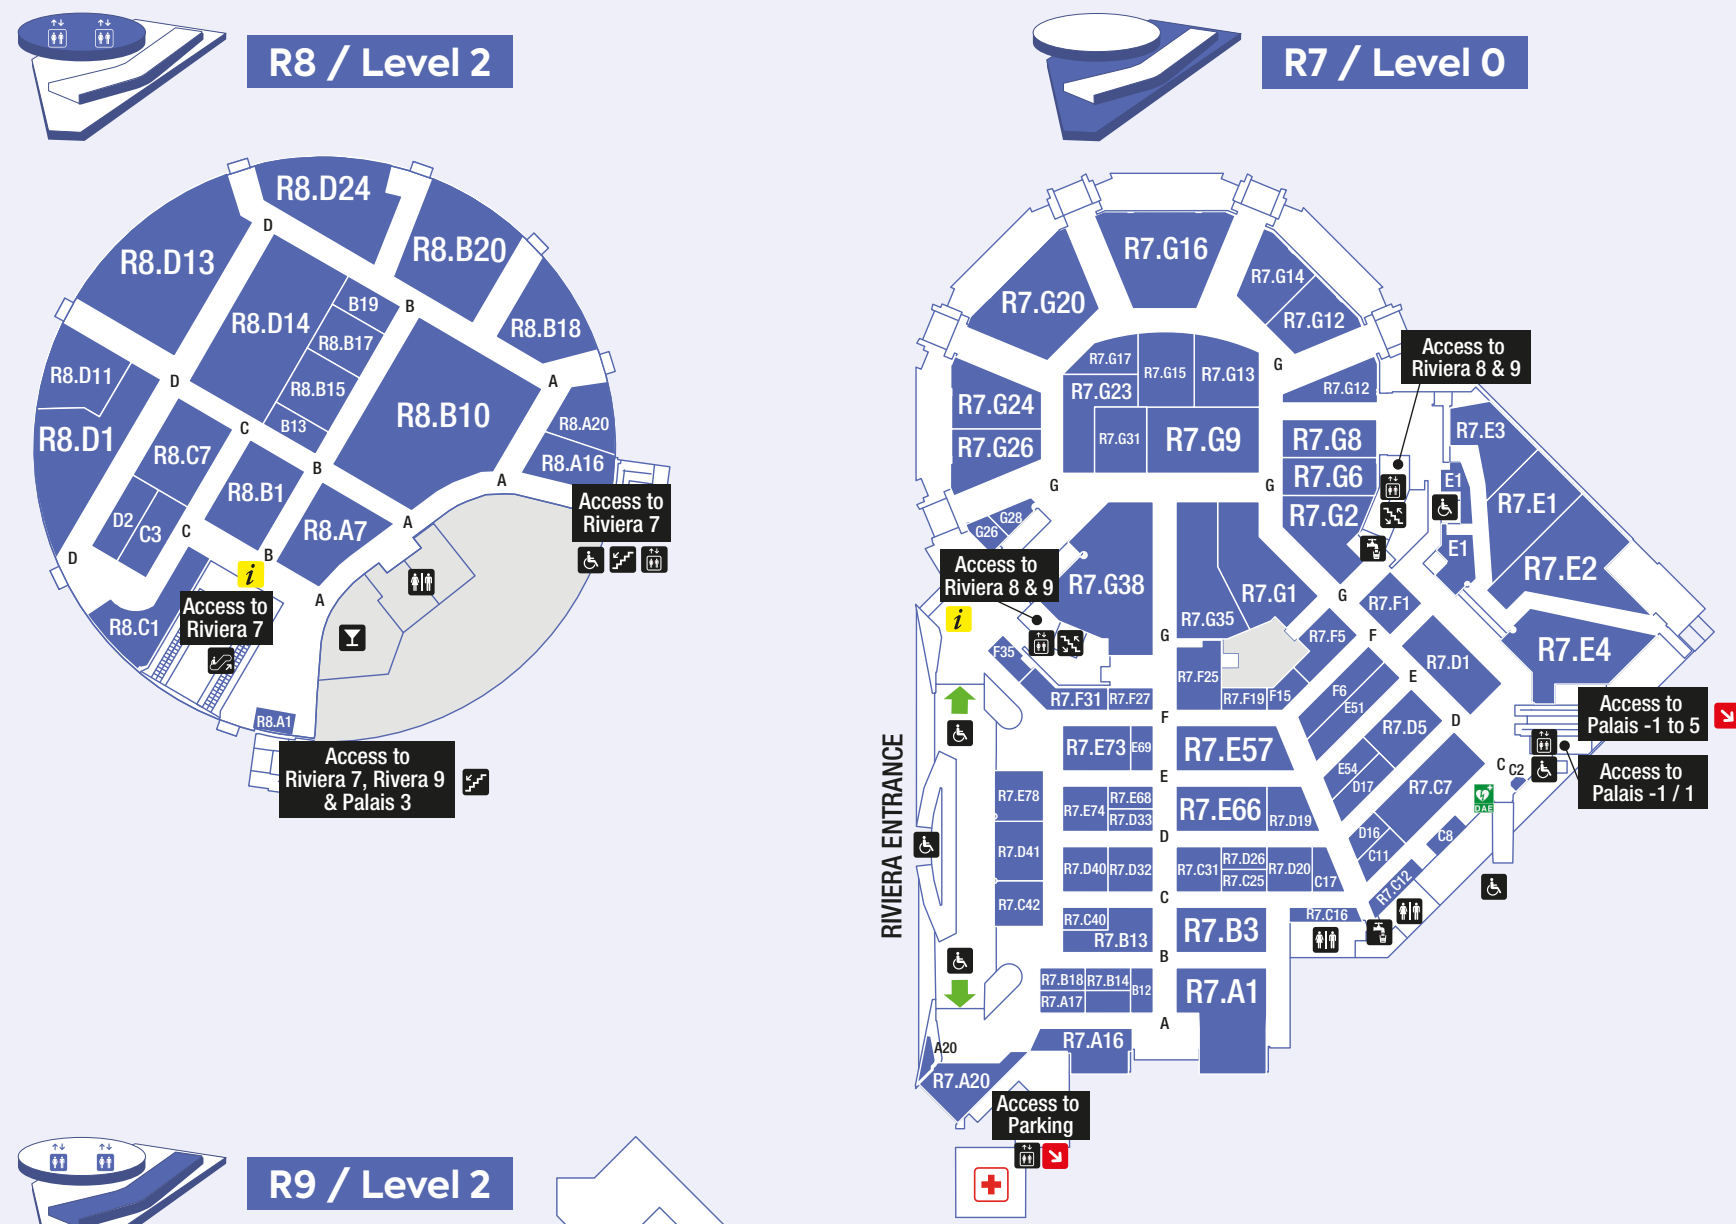 R8 / Level 2
R8.D24
R8.D13
R8.B20
D
B19
B
R8.D14
R8.B17
R8.B18
R8.D11
D
R8.B15
A
R8.B10
R8.D1
C
B13
R8.A20
R8.C7
B
R8.A16
R8.B1
A
Access to
Riviera 7
D2
C3
C
R8.A7
A
D
B
i
A
Access to
Riviera 7
R8.C1
R8.A1
Access to
Riviera 7, Rivera 9
& Palais 3
R9 / Level 2
R7 / Level 0
R7.G16
R7.G14
R7.G20
R7.G12
Access to
Riviera 8 & 9
R7.G17
R7.G15
R7.G13
G
R7.G23
R7.G12
R7.G24
R7.G31
R7.G9
R7.G8
R7.E3
R7.G26
R7.G6
E1
G
G
R7.G2
R7.E1
G28
G26
E1
Access to
Riviera 8 & 9
R7.G38
R7.G1
G
R7.F1
R7.E2
i
R7.G35
G
R7.F5
F
R7.E4
F35
R7.F25
R7.D1
E
R7.F31
R7.F27
R7.F19
F15
F6
E51
Access to
Palais -1 to 5
F
R7.D5
D
RIVIERA ENTRANCE
R7.E73
E69
R7.E57
E
E54
D17
C
C2
Access to
Palais -1 / 1
R7.E78
R7.E74
R7.E68
R7.D33
R7.E66
R7.D19
R7.C7
DAE
D
D16
C8
R7.D41
R7.D40
R7.D32
R7.C31
R7.D26
R7.C25
R7.D20
C17
C11
R7.C12
C
R7.C42
R7.C40
R7.B13
R7.B3
R7.C16
B
R7.B18
R7.B14
B12
R7.A17
R7.A1
A
A20
R7.A16
R7.A20
Access to
Parking